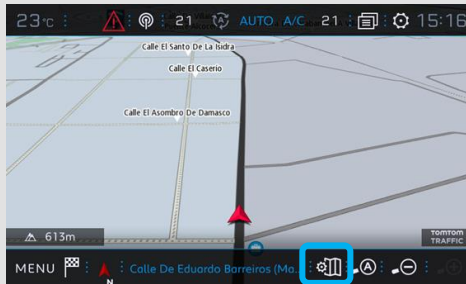 23°C 21 AUTO A/C 21 15:16
Calle El Santo De La Isidra
Calle El Caserio
Calle El Asombro De Damasco
613m
TOMTOM
TRAFFIC
MENU N Calle De Eduardo Barreiros (Ma.. A